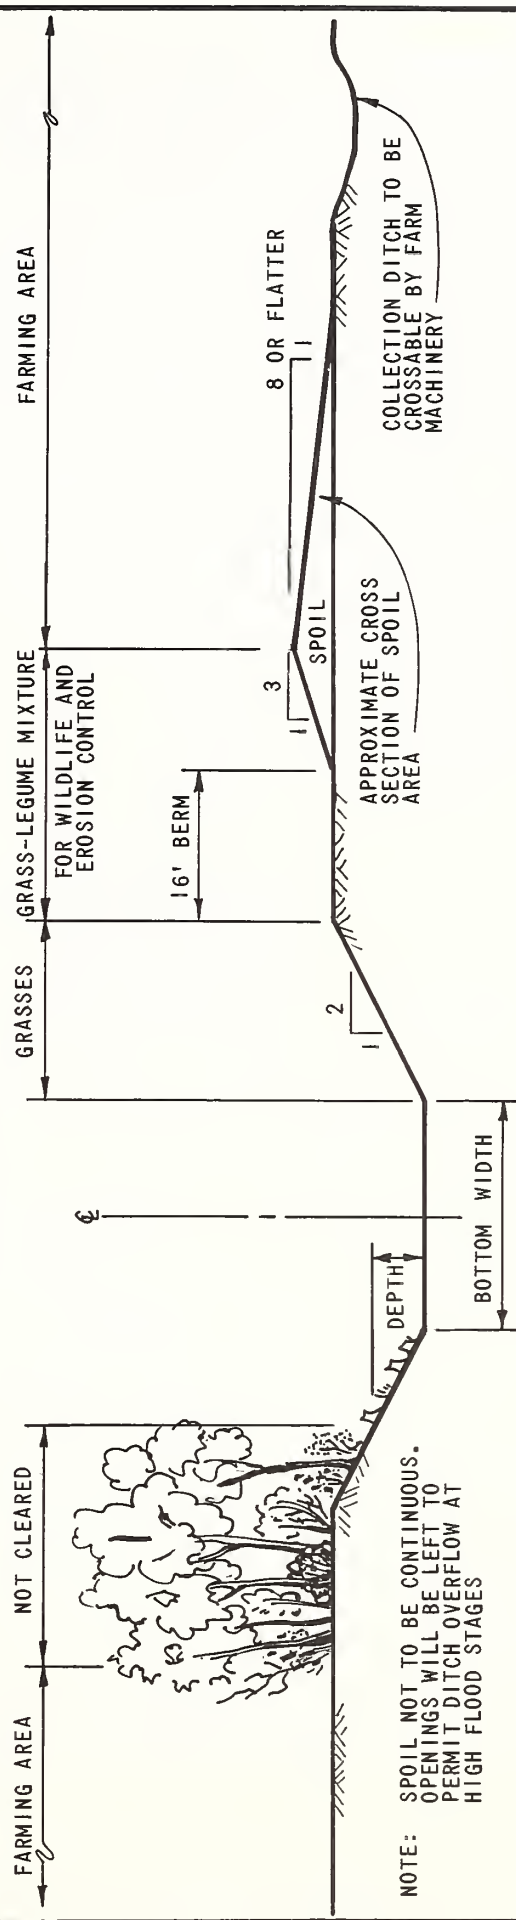 FARMING AREA
NOT CLEARED
GRASSES
GRASS-LEGUME MIXTURE
FOR WILDLIFE AND
EROSION CONTROL
FARMING AREA
℄
16' BERM
3
1
SPOIL
8 OR FLATTER
1
2
1
DEPTH
BOTTOM WIDTH
APPROXIMATE CROSS
SECTION OF SPOIL
AREA
COLLECTION DITCH TO BE
CROSSABLE BY FARM
MACHINERY
NOTE: SPOIL NOT TO BE CONTINUOUS.
OPENINGS WILL BE LEFT TO
PERMIT DITCH OVERFLOW AT
HIGH FLOOD STAGES